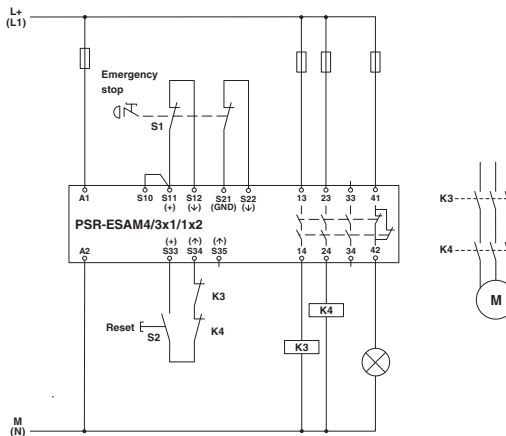 L+
(L1)
Emergency
stop
S1
A1
S10
S11
(+)
S12
(↓)
S21
(GND)
S22
(↓)
13
23
33
41
PSR-ESAM4/3x1/1x2
A2
(+)
S33
(↑)
S34
(↑)
S35
14
24
34
42
K3
K4
Reset
S2
K4
K3
M
(N)
K3
K4
M